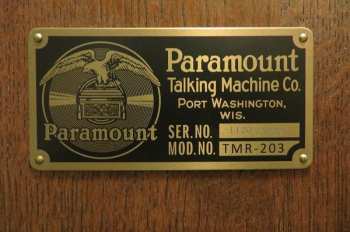 Paramount
Paramount
Talking Machine Co.
PORT WASHINGTON,
WIS.
SER.NO.
MOD.NO. TMR-203